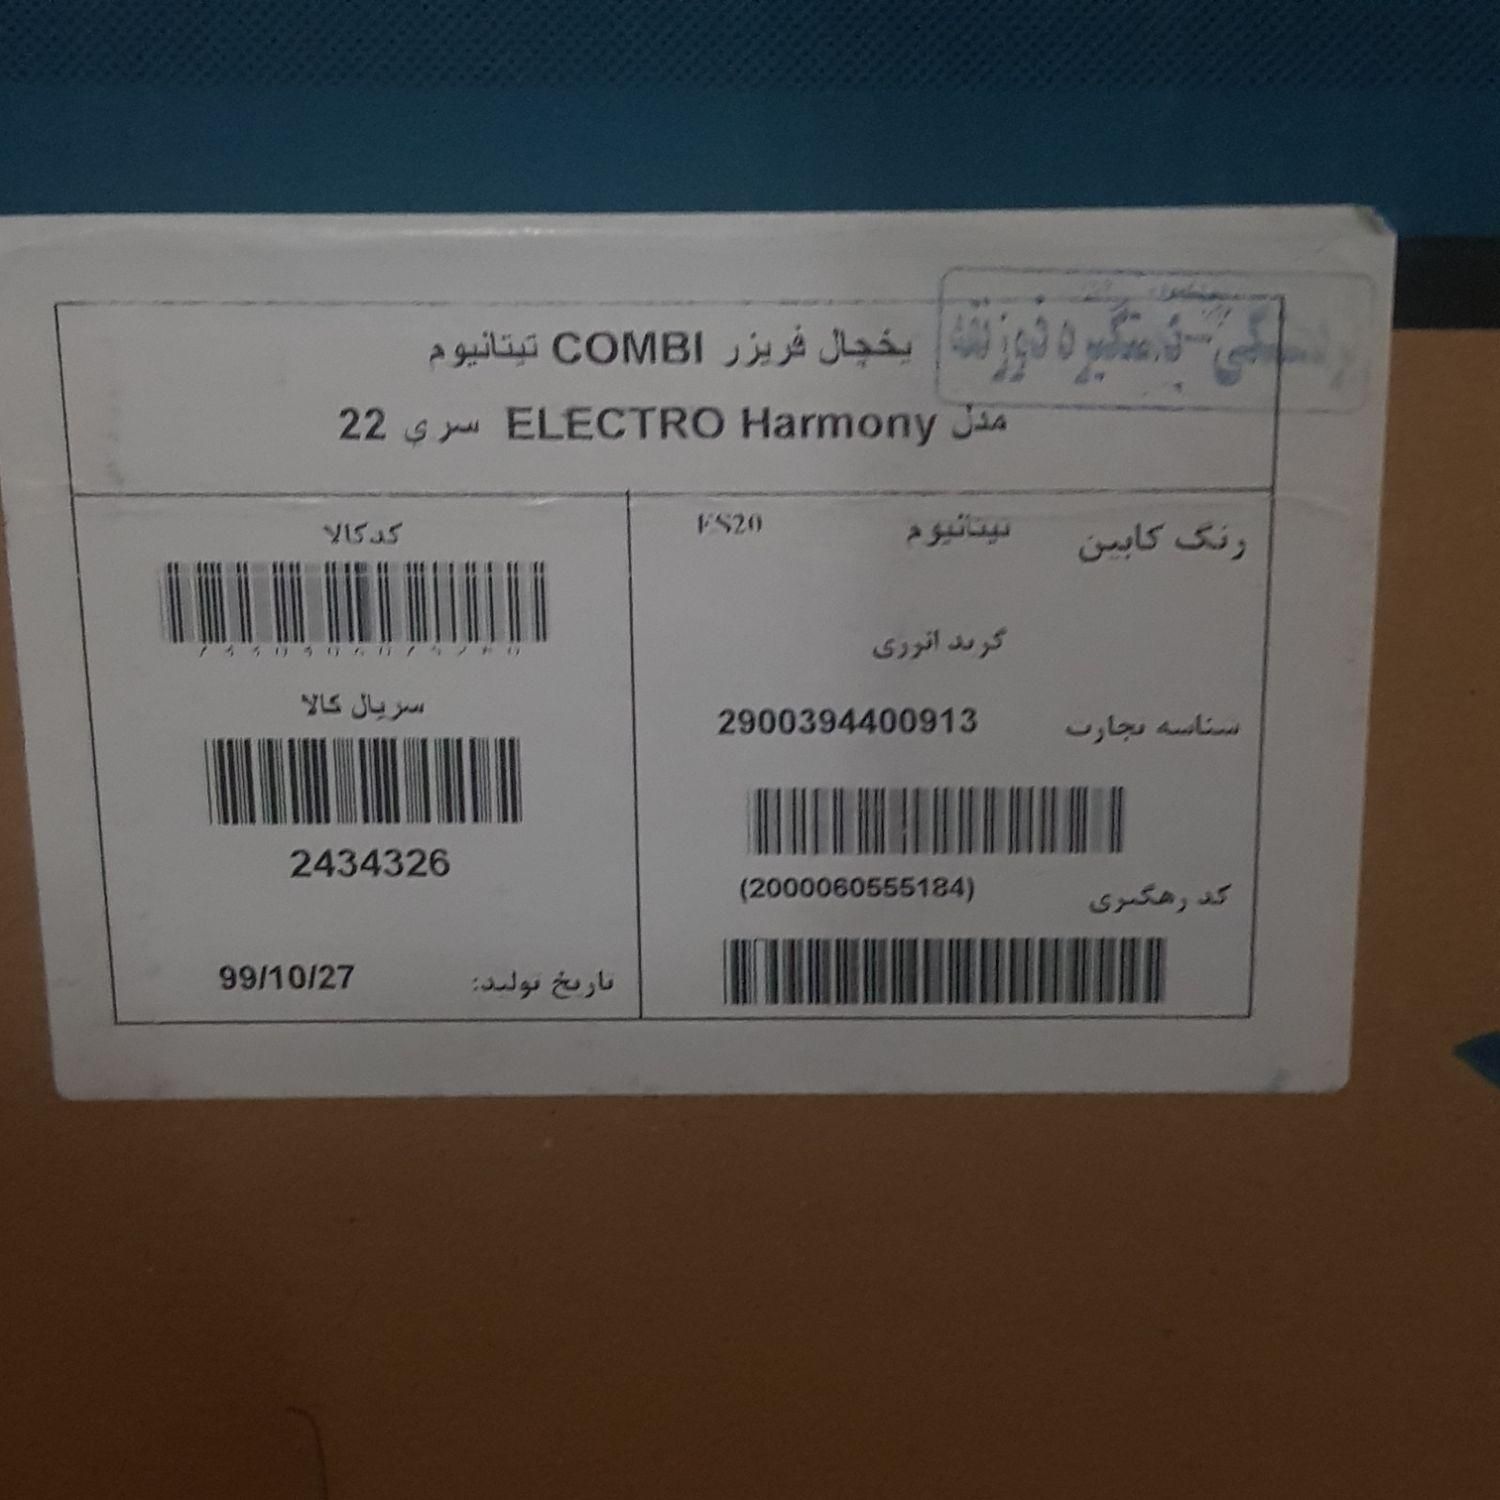 یخچال فریزر COMBI تیتانیوم
مدل ELECTRO Harmony سری 22
رنگ کابین تیتانیوم ES20
گرید انرژی
شناسه تجارت 2900394400913
کد رهگیری (2000060555184)
کدکالا
سریال کالا
2434326
تاریخ تولید: 99/10/27